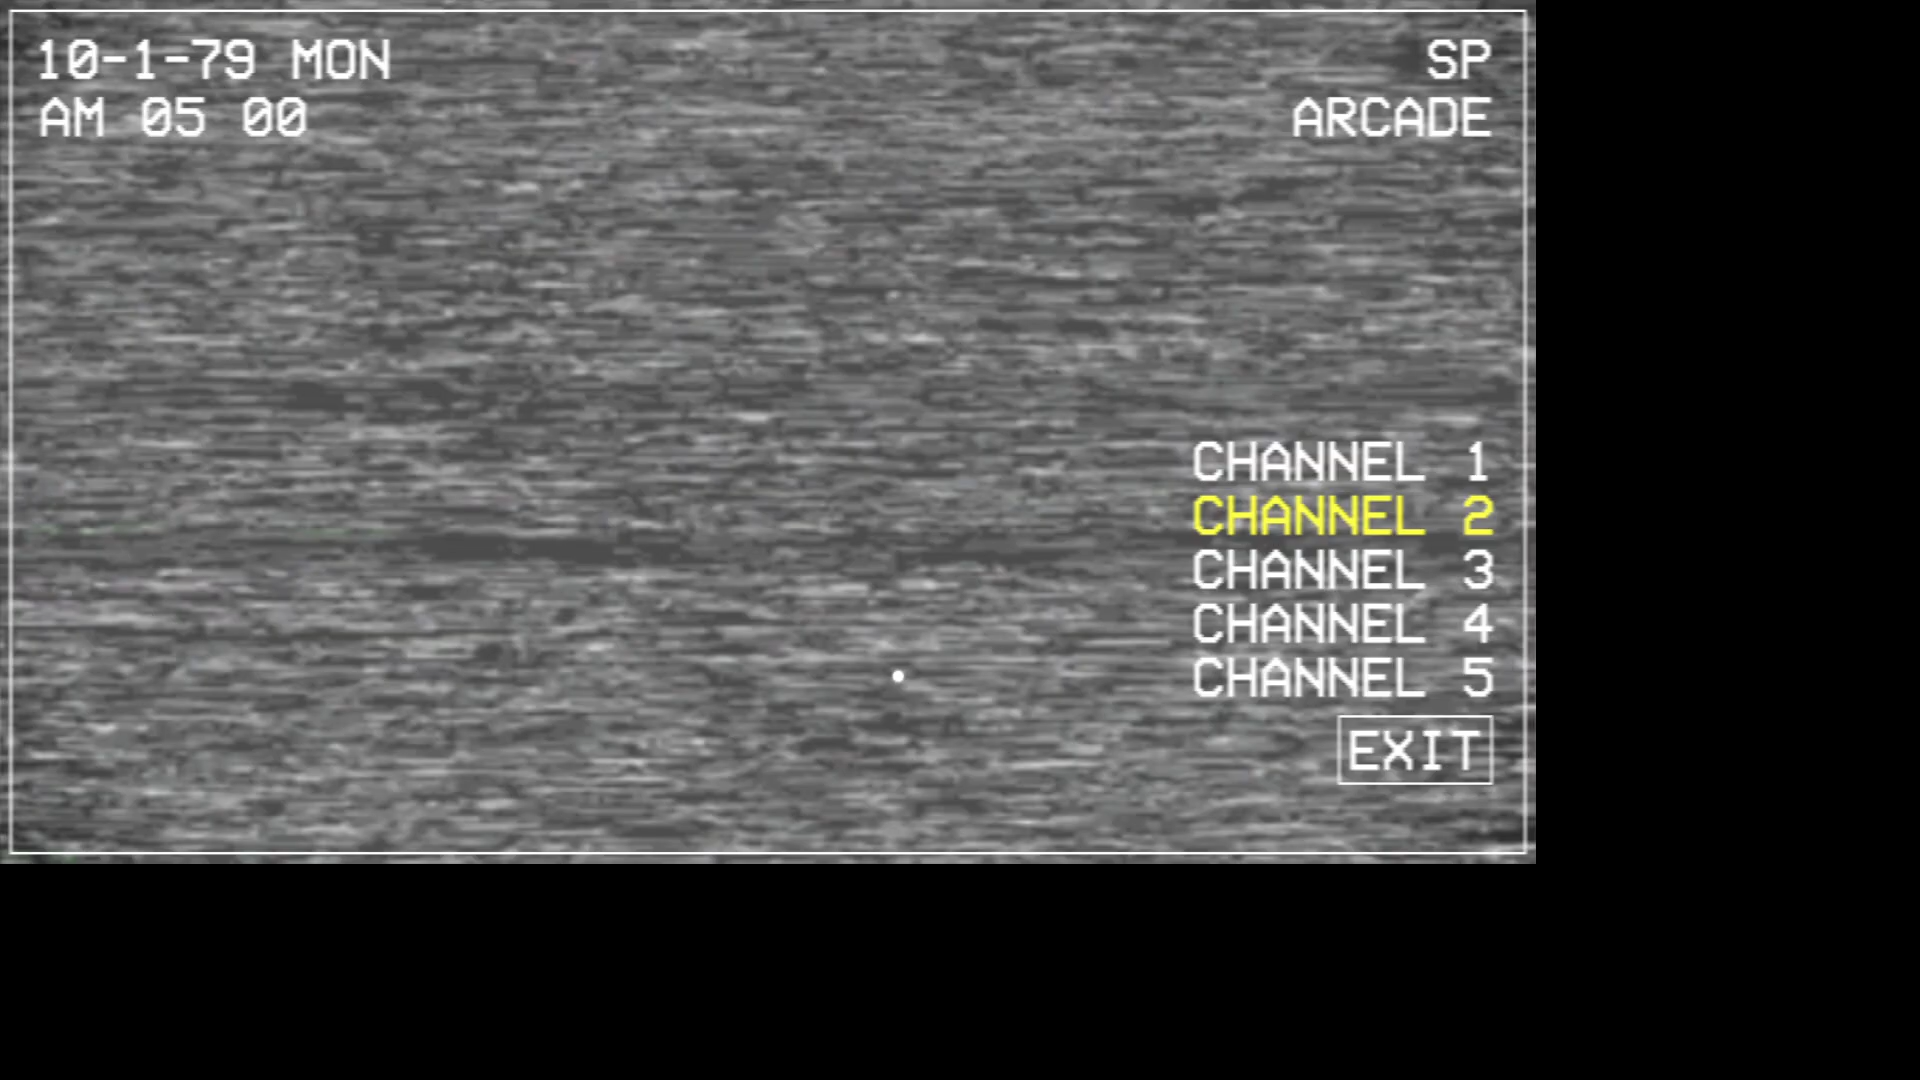 10-1-79 MON
AM 05 00
SP
ARCADE
CHANNEL 1
CHANNEL 2
CHANNEL 3
CHANNEL 4
CHANNEL 5
EXIT